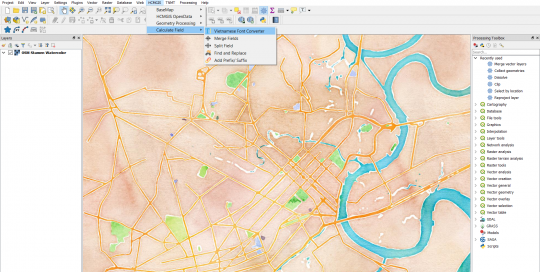 Project Edit View Layer Settings Plugins Vector Raster Database Web HCMGIS TMAT Processing Help
BaseMap
HCMGIS OpenData
Geometry Processing
Calculate Field
Vietnamese Font Converter
Merge Fields
Split Field
Find and Replace
Add Prefix/ Suffix
Layers
OSM Stamen Watercolor
Processing Toolbox
Recently used
Merge vector layers
Collect geometries
Dissolve
Clip
Select by location
Reproject layer
Cartography
Database
File tools
Graphics
Interpolation
Layer tools
Network analysis
Raster analysis
Raster terrain analysis
Raster tools
Vector analysis
Vector creation
Vector general
Vector geometry
Vector overlay
Vector selection
Vector table
GDAL
GRASS
Models
SAGA
Scripts